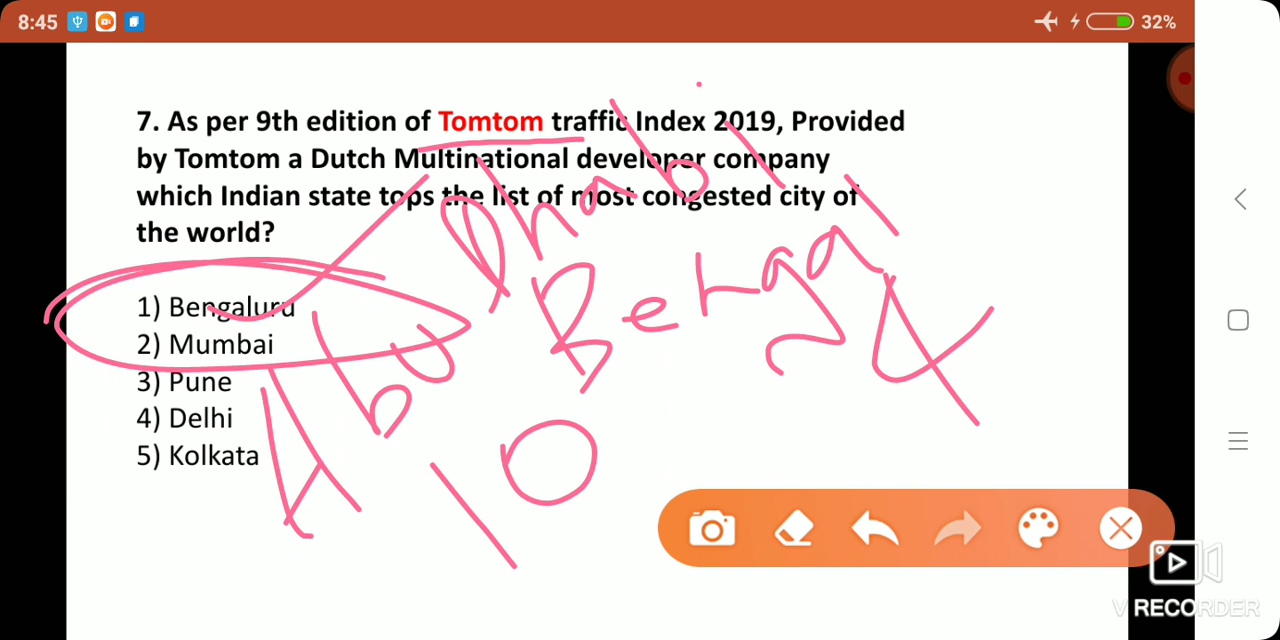 8:45
32%
7. As per 9th edition of Tomtom traffic Index 2019, Provided
by Tomtom a Dutch Multinational developer company
which Indian state tops the list of most congested city of
the world?
1) Bengaluru
2) Mumbai
3) Pune
4) Delhi
5) Kolkata
Abu Dhabi
10
4
V RECORDER